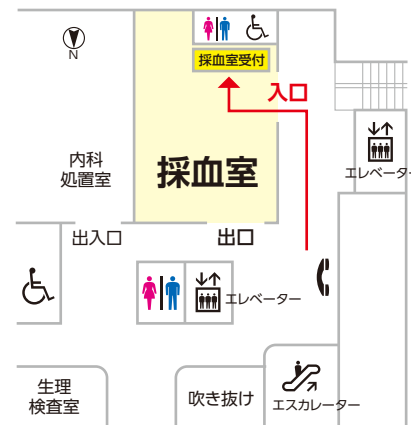 採血室受付
N
入口
内科
処置室
採血室
エレベーター
出入口
出口
エレベーター
生理
検査室
吹き抜け
エスカレーター